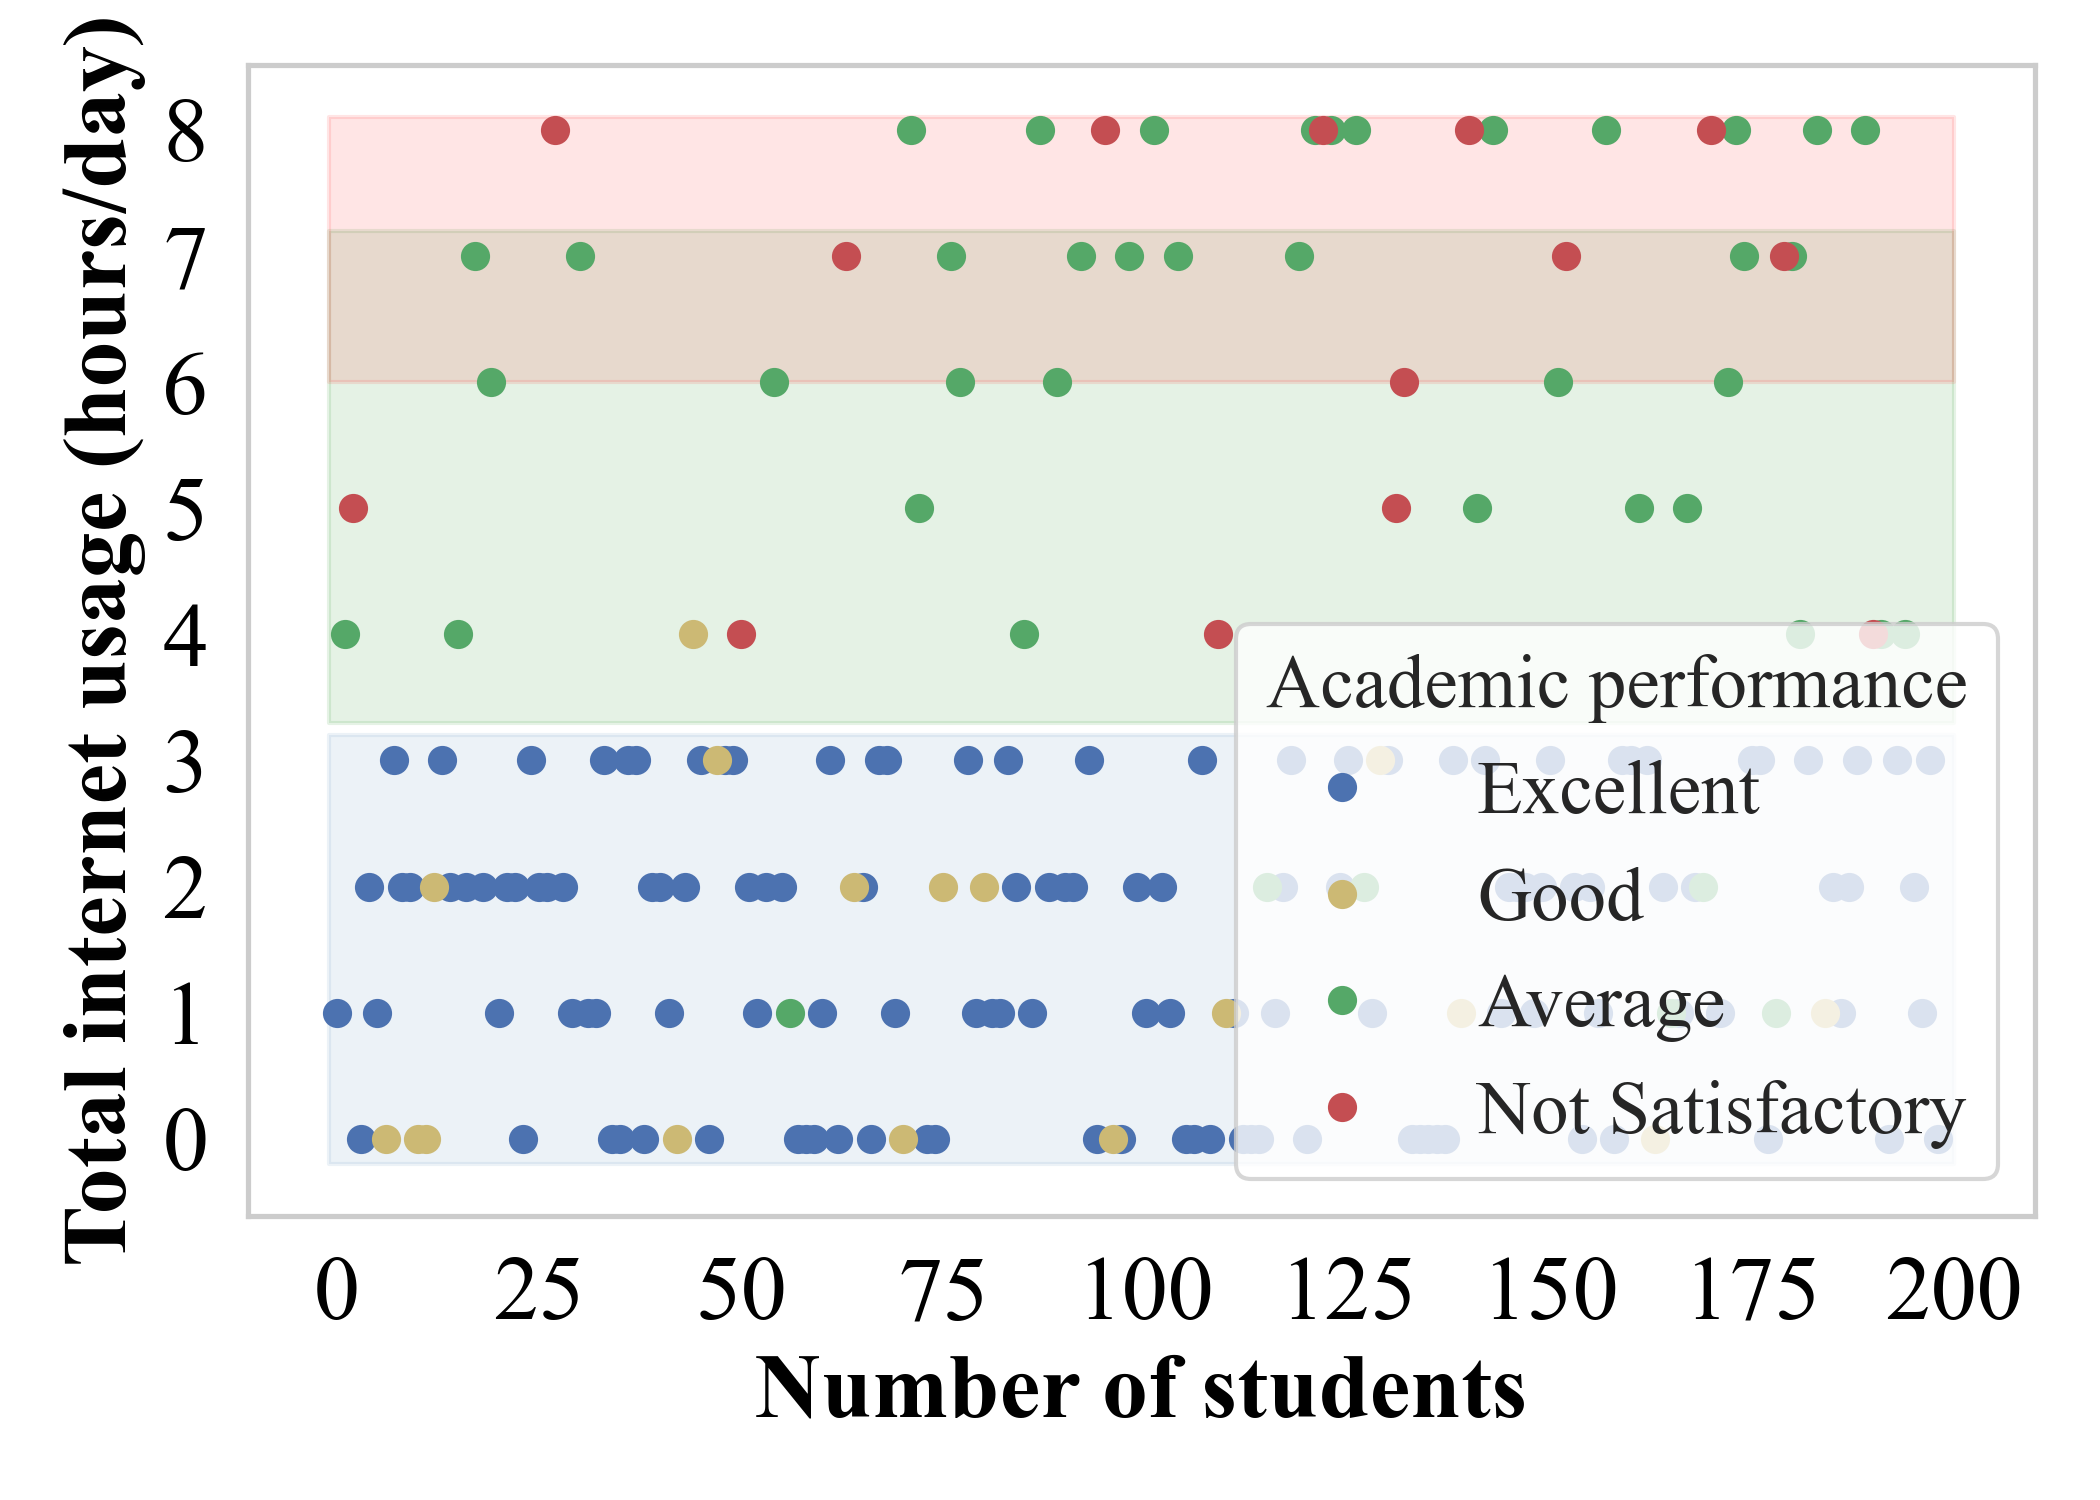 Total internet usage (hours/day)
8
7
6
5
4
3
2
1
0
Academic performance
Excellent
Good
Average
Not Satisfactory
0 25 50 75 100 125 150 175 200
Number of students